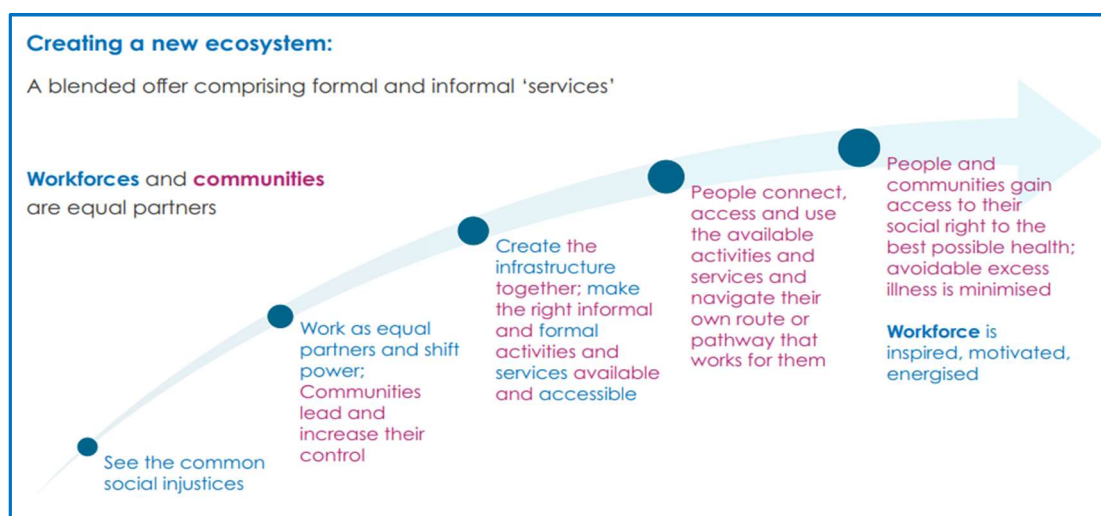 Creating a new ecosystem:
A blended offer comprising formal and informal ‘services’
Workforces and communities
are equal partners
See the common
social injustices
Work as equal
partners and shift
power;
Communities
lead and
increase their
control
Create the
infrastructure
together; make
the right informal
and formal
activities and
services available
and accessible
People connect,
access and use
the available
activities and
services and
navigate their
own route or
pathway that
works for them
People and
communities gain
access to their
social right to the
best possible health;
avoidable excess
illness is minimised
Workforce is
inspired, motivated,
energised